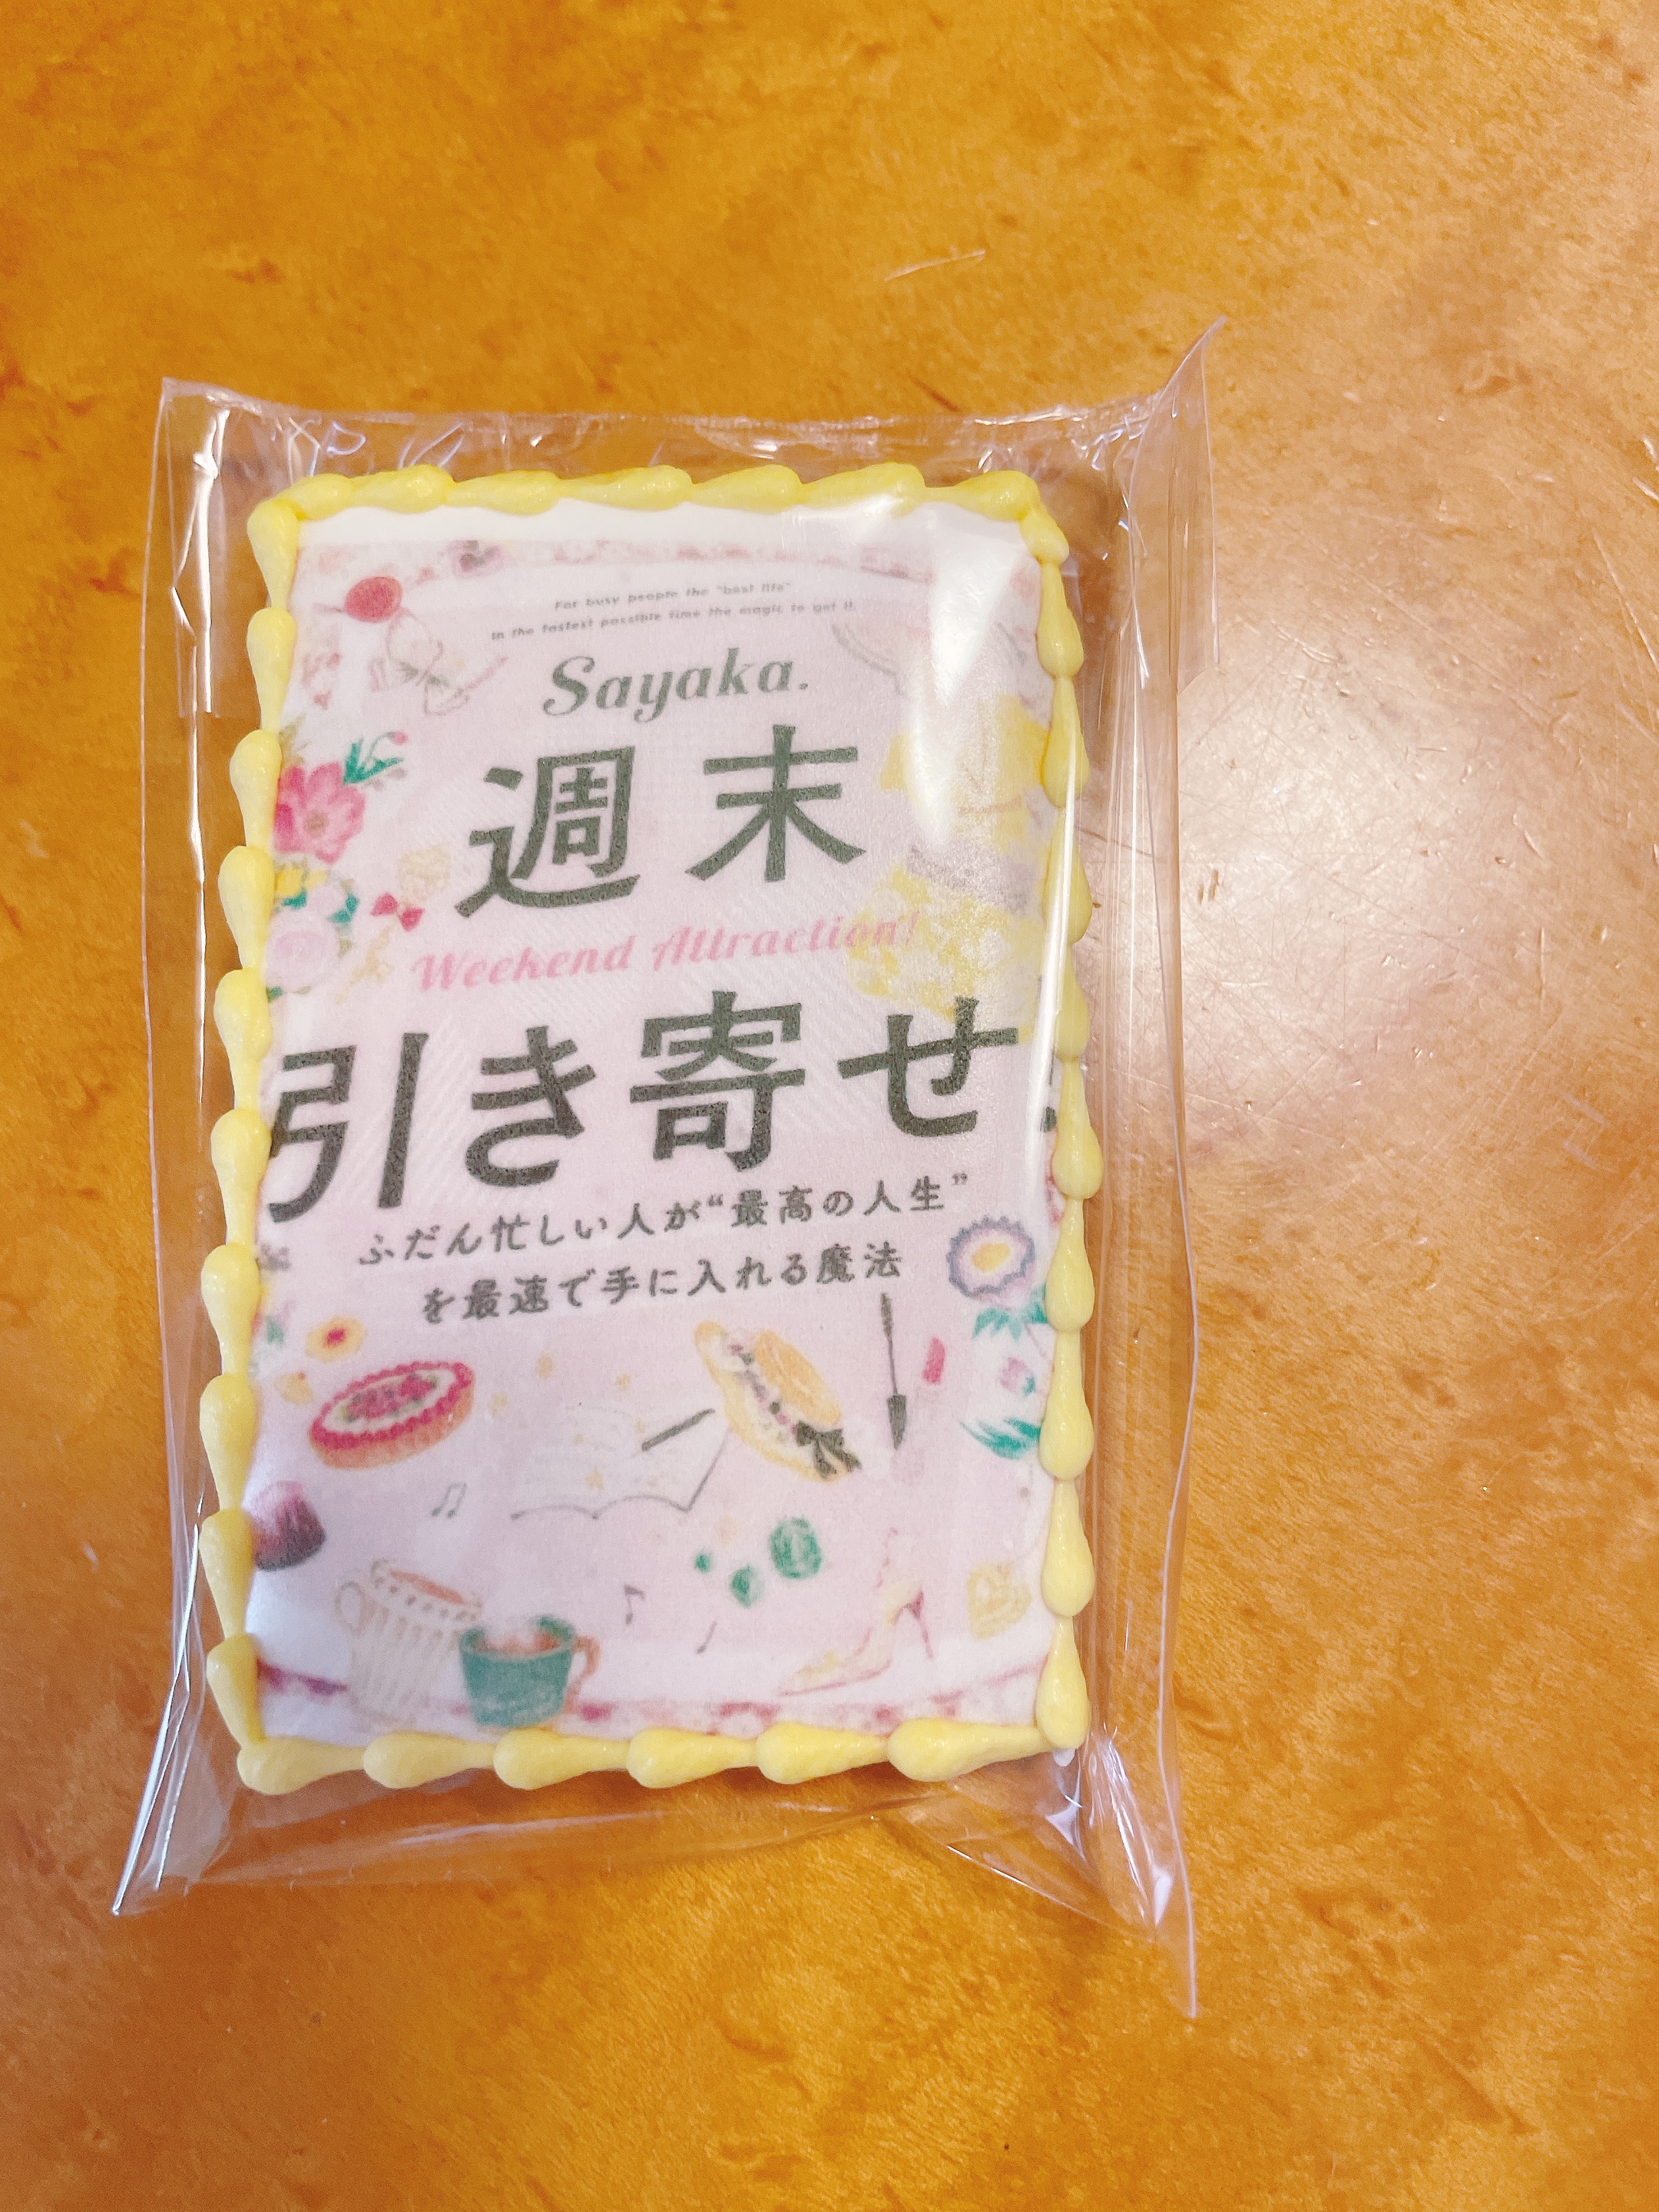 For busy people the "best life"
in the fastest possible time the magic to get it.
Sayaka.
週末
Weekend Attraction!
引き寄せ!
ふだん忙しい人が“最高の人生”
を最速で手に入れる魔法